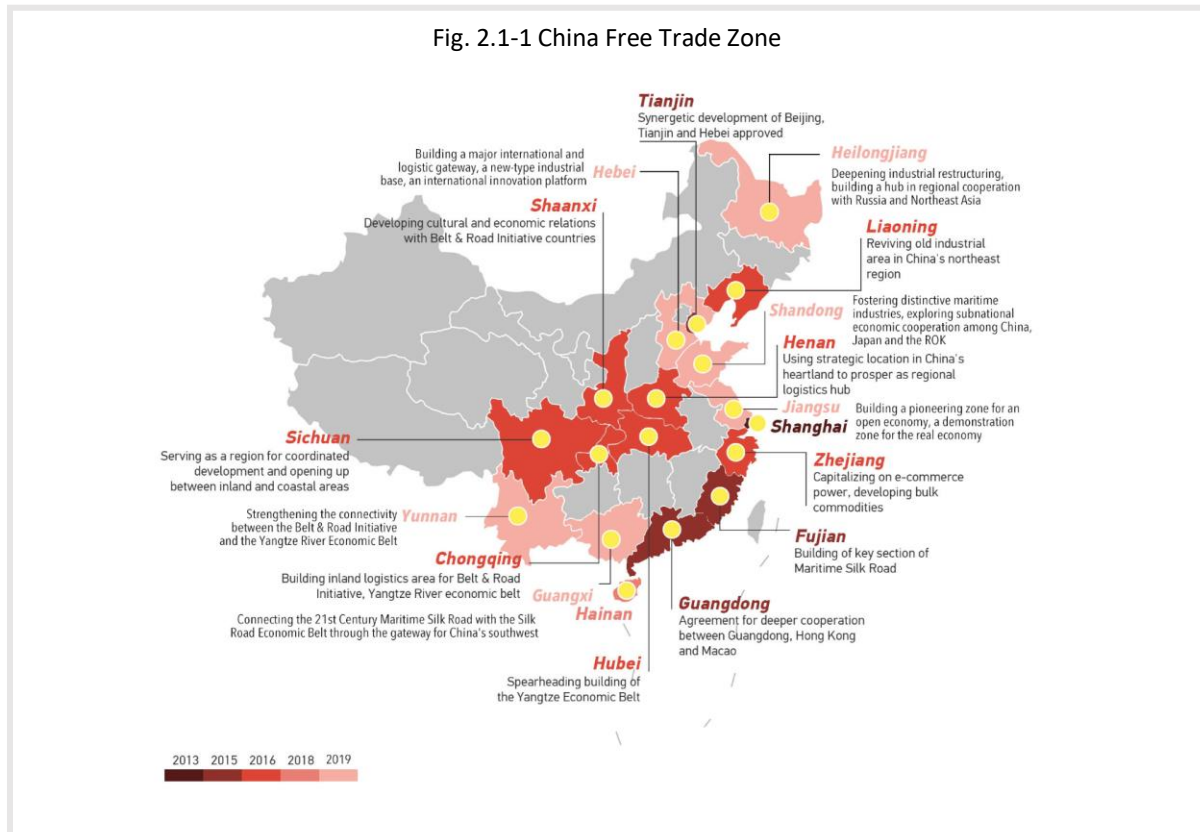 Fig. 2.1-1 China Free Trade Zone
Tianjin
Synergetic development of Beijing,
Tianjin and Hebei approved
Building a major international and
logistic gateway, a new-type industrial
base, an international innovation platform
Hebei
Heilongjiang
Deepening industrial restructuring,
building a hub in regional cooperation
with Russia and Northeast Asia
Shaanxi
Developing cultural and economic relations
with Belt & Road Initiative countries
Liaoning
Reviving old industrial
area in China's northeast
region
Shandong
Fostering distinctive maritime
industries, exploring subnational
economic cooperation among China,
Japan and the ROK
Henan
Using strategic location in China's
heartland to prosper as regional
logistics hub
Jiangsu
Building a pioneering zone for an
open economy, a demonstration
zone for the real economy
Shanghai
Sichuan
Serving as a region for coordinated
development and opening up
between inland and coastal areas
Zhejiang
Capitalizing on e-commerce
power, developing bulk
commodities
Strengthening the connectivity
between the Belt & Road Initiative
and the Yangtze River Economic Belt
Yunnan
Fujian
Building of key section of
Maritime Silk Road
Chongqing
Building inland logistics area for Belt & Road
Initiative, Yangtze River economic belt
Guangxi
Connecting the 21st Century Maritime Silk Road with the Silk
Road Economic Belt through the gateway for China's southwest
Hainan
Guangdong
Agreement for deeper cooperation
between Guangdong, Hong Kong
and Macao
Hubei
Spearheading building of
the Yangtze Economic Belt
2013 2015 2016 2018 2019